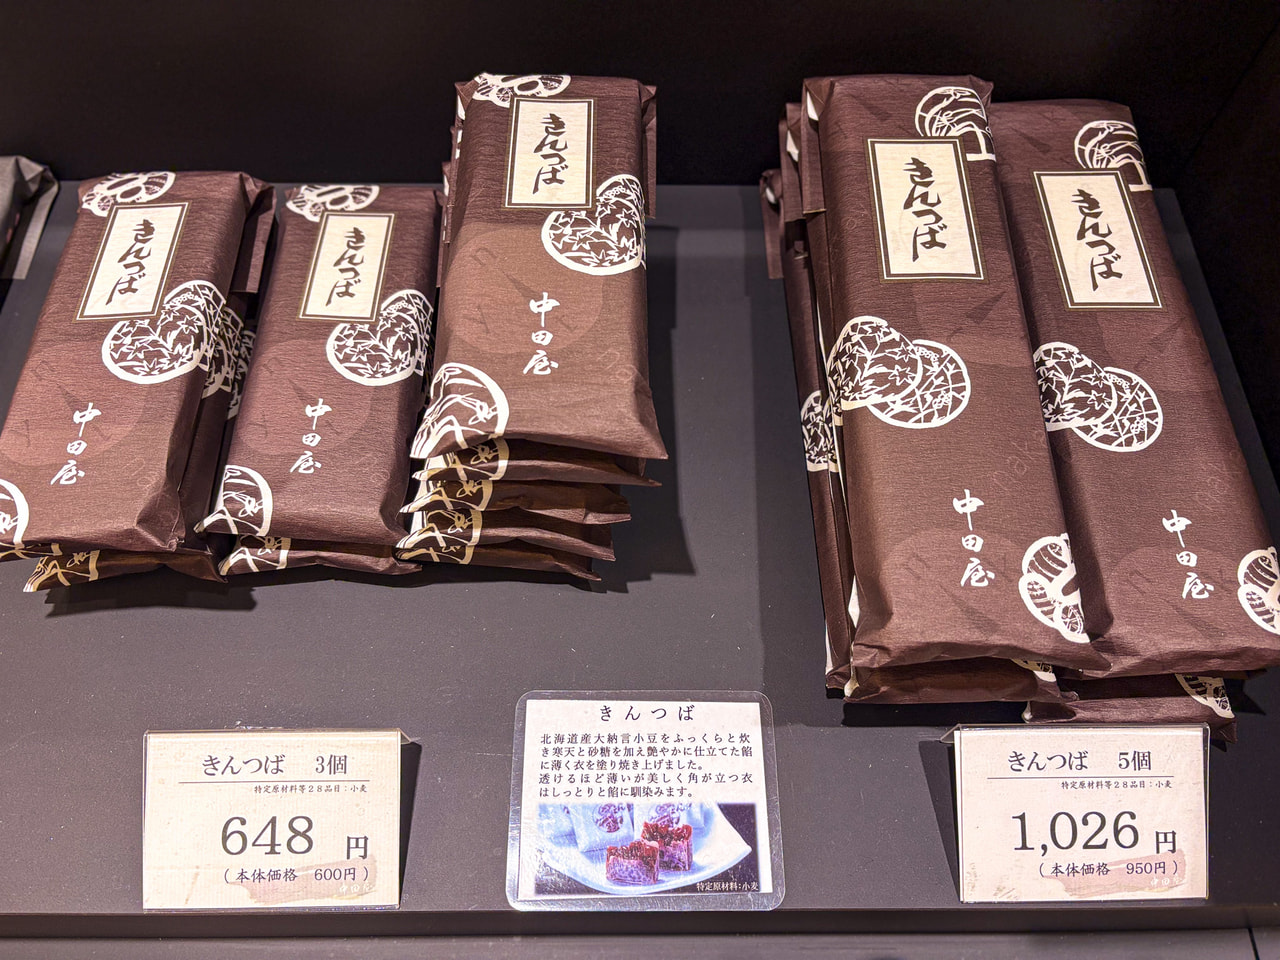 きんつば
中田屋
きんつば
中田屋
きんつば
中田屋
きんつば
中田屋
きんつば
中田屋
きんつば 3個
特定原材料等28品目：小麦
648 円
（本体価格 600円）
中田屋
きんつば
北海道産大納言小豆をふっくらと炊
き寒天と砂糖を加え艶やかに仕立てた餡
に薄く衣を塗り焼き上げました。
透けるほど薄いが美しく角が立つ衣
はしっとりと餡に馴染みます。
特定原材料：小麦
きんつば 5個
特定原材料等28品目：小麦
1,026 円
（本体価格 950円）
中田屋